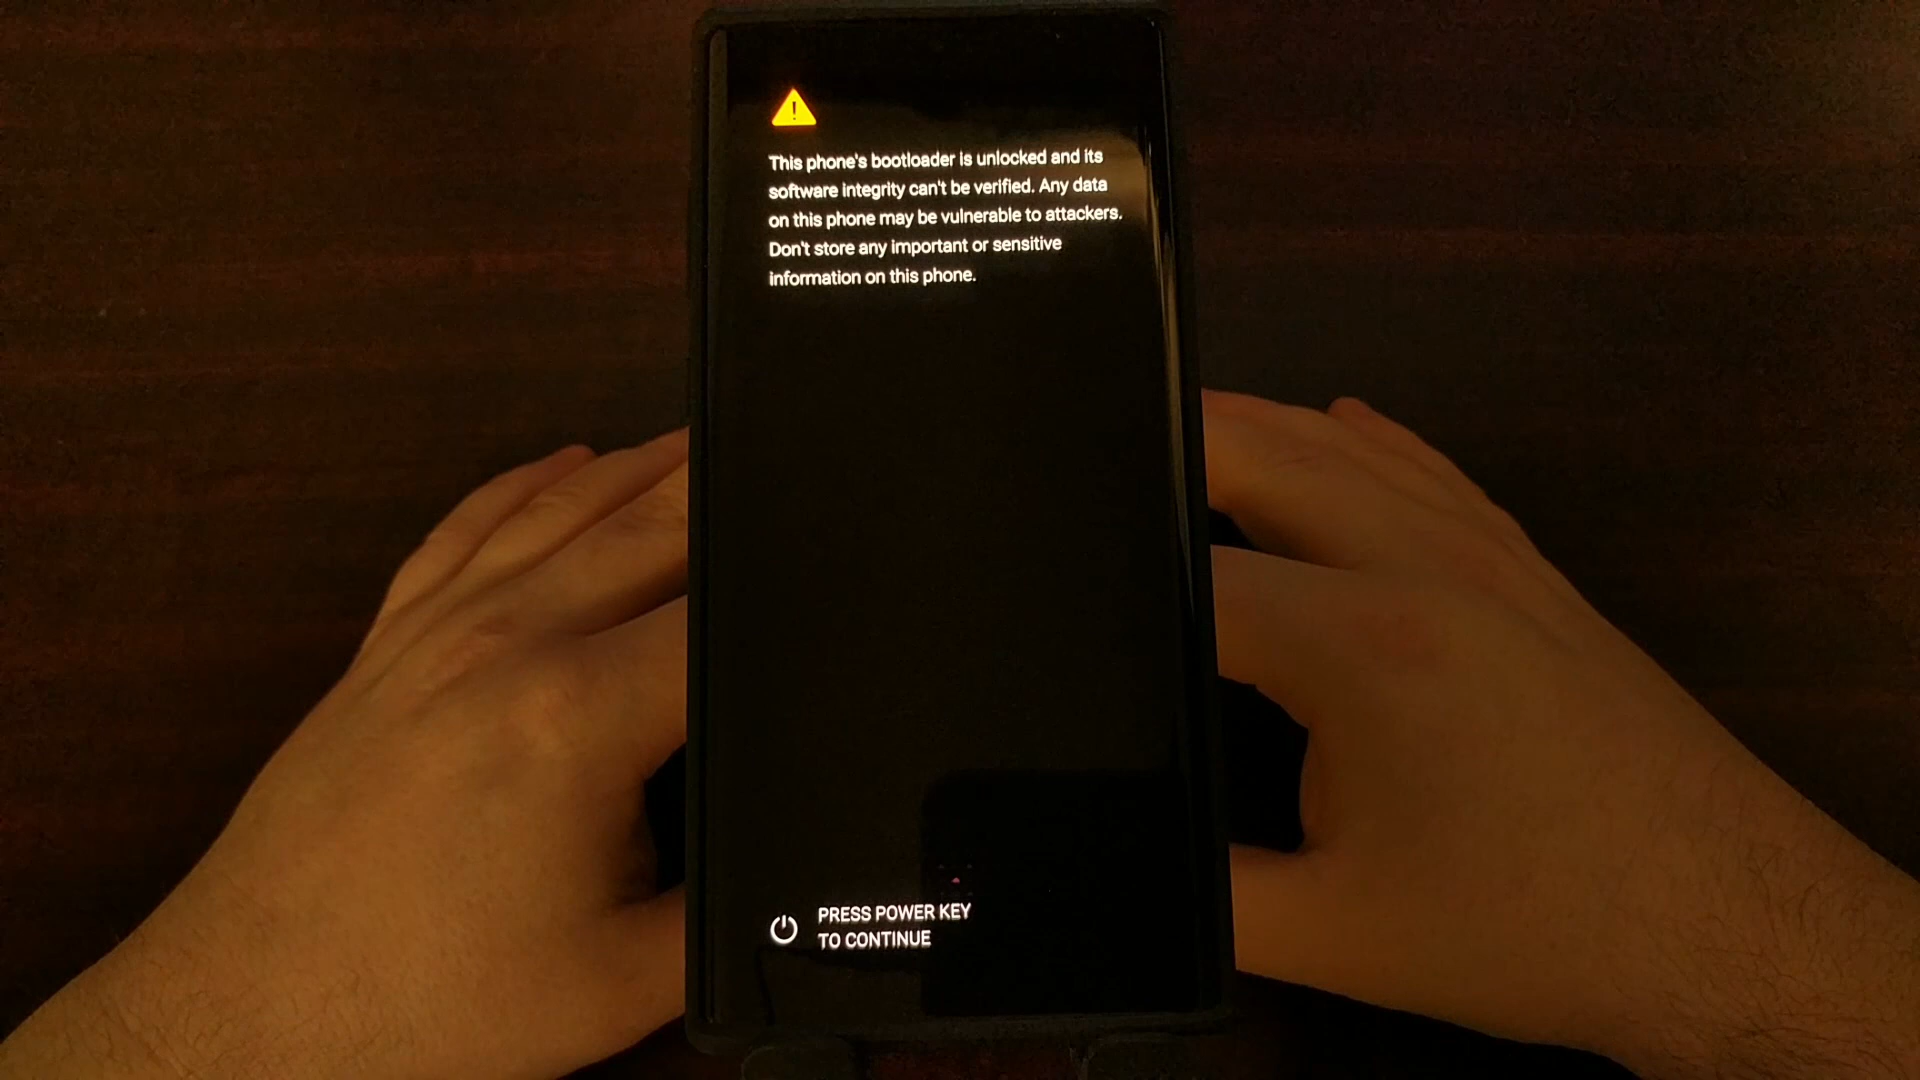 This phone's bootloader is unlocked and its
software integrity can't be verified. Any data
on this phone may be vulnerable to attackers.
Don't store any important or sensitive
information on this phone.
PRESS POWER KEY
TO CONTINUE